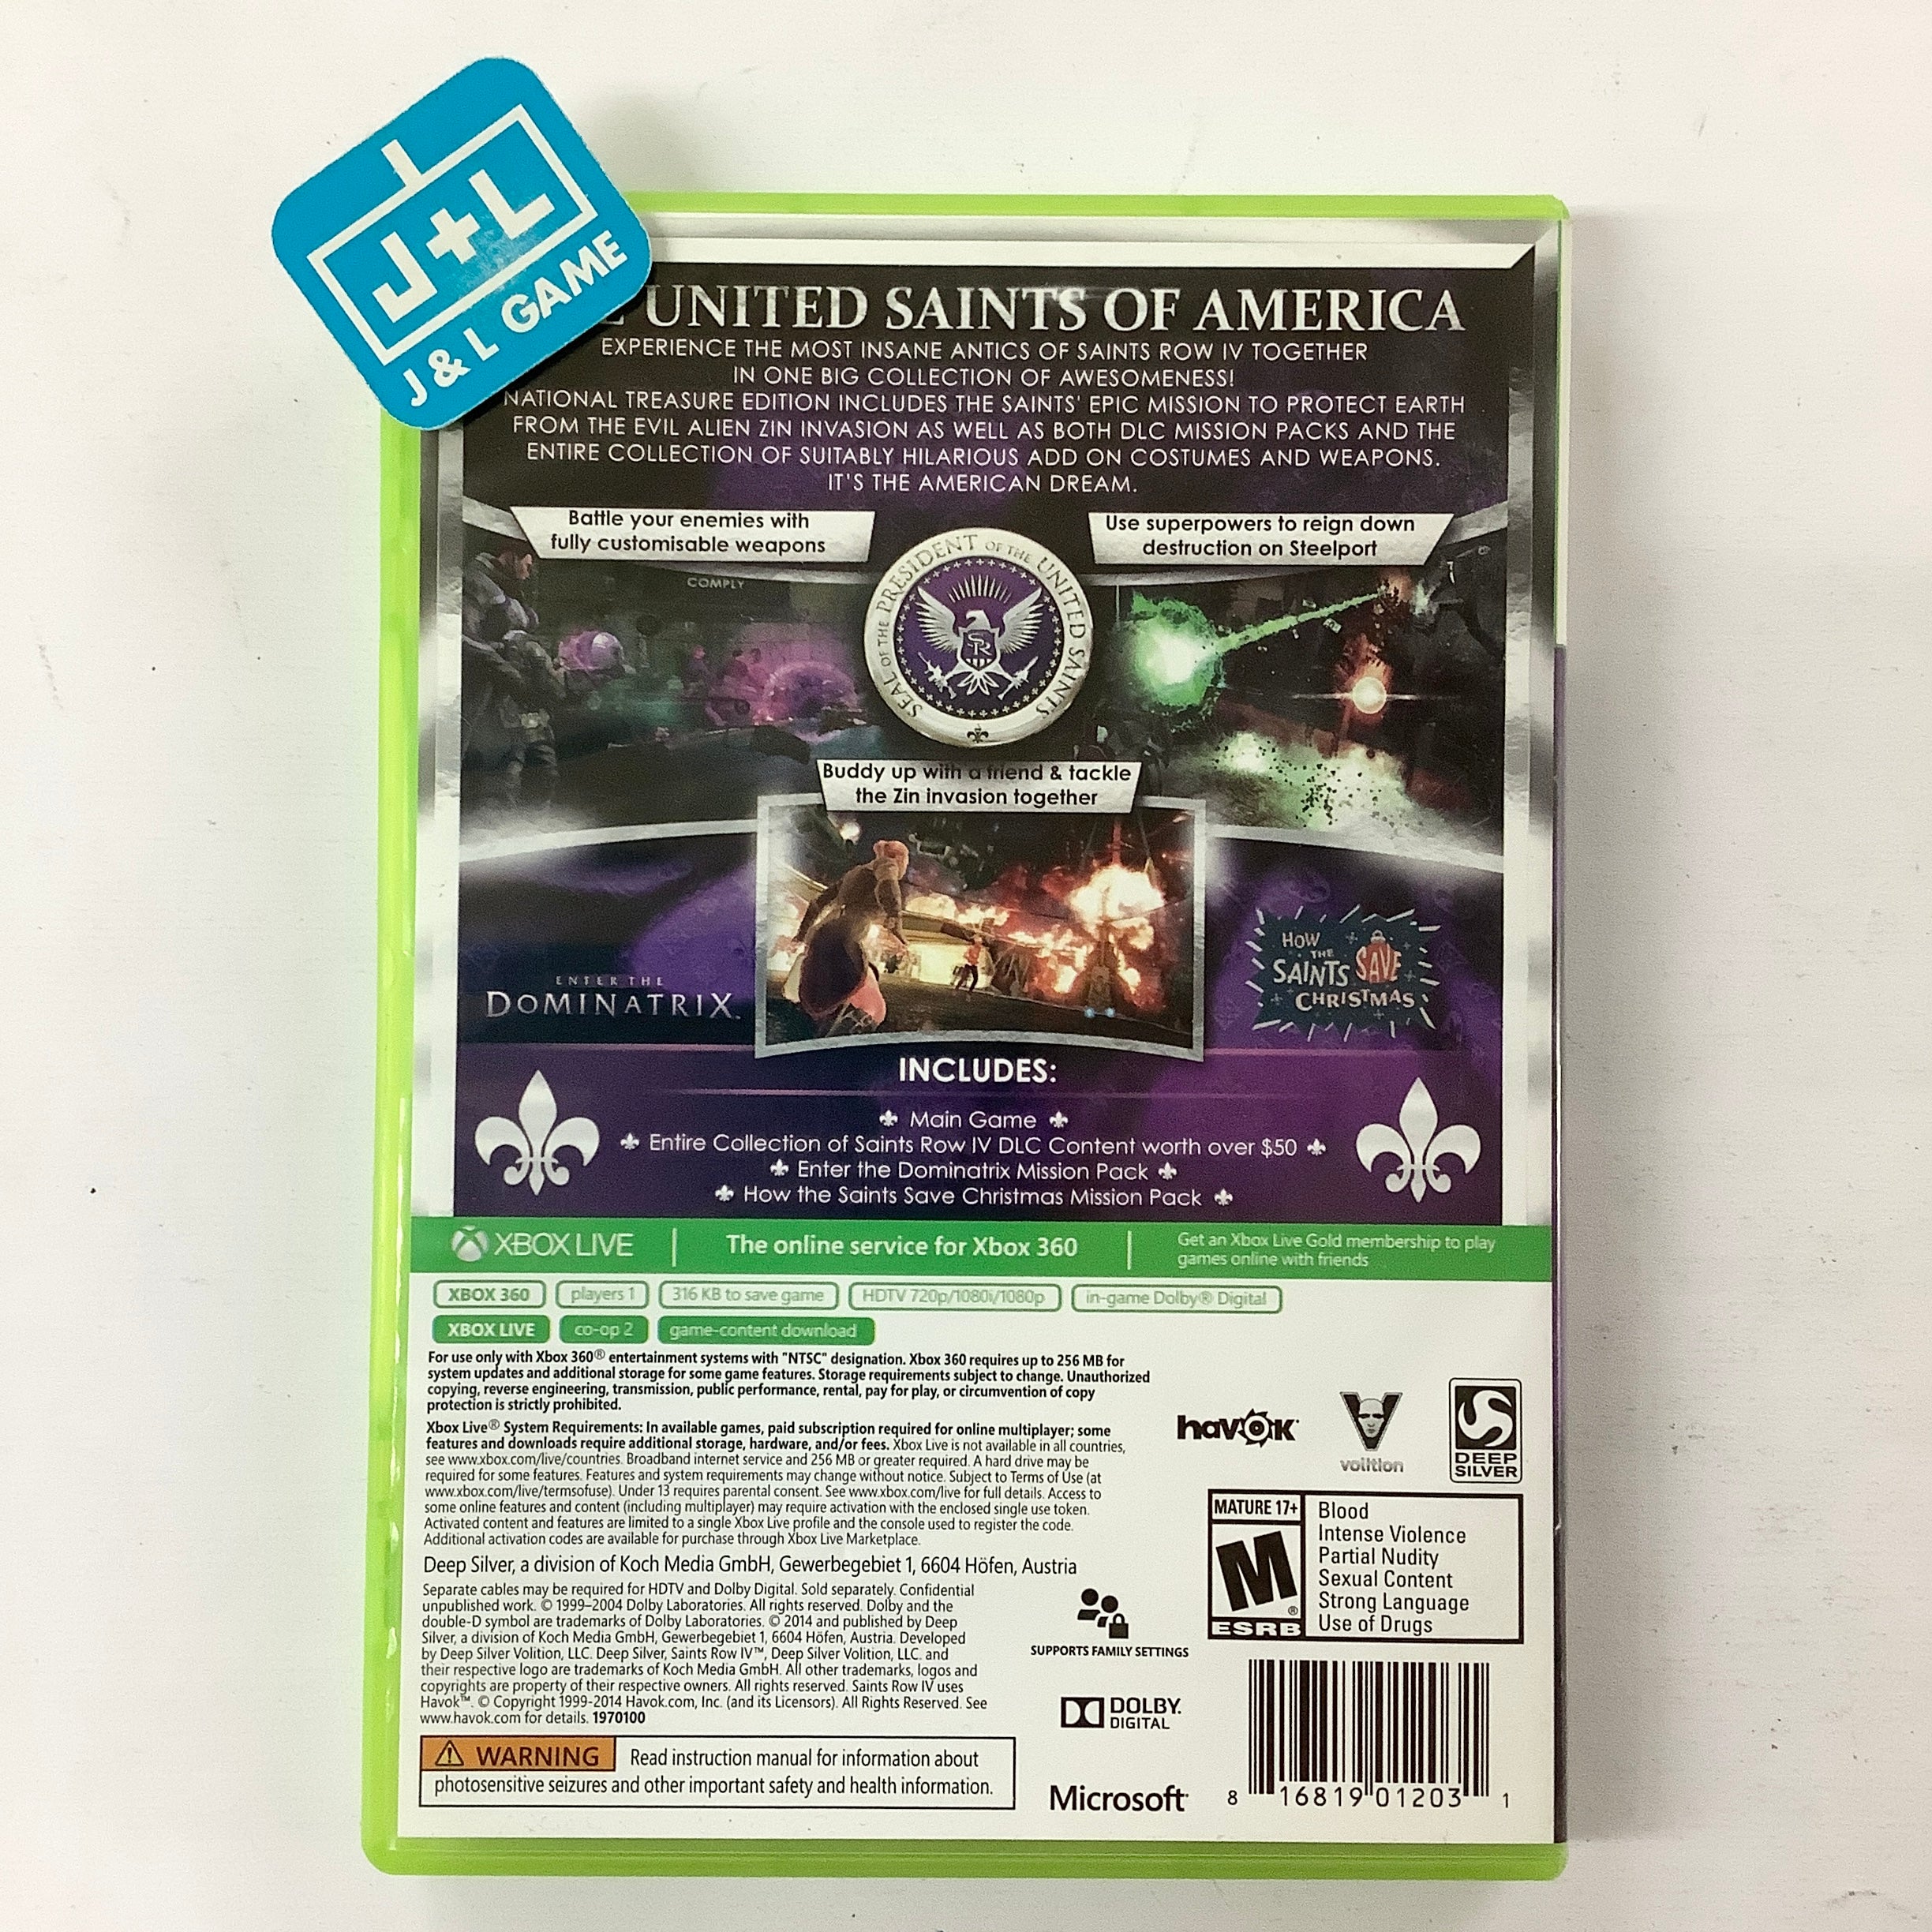 J+L
J & L GAME
UNITED SAINTS OF AMERICA
EXPERIENCE THE MOST INSANE ANTICS OF SAINTS ROW IV TOGETHER
IN ONE BIG COLLECTION OF AWESOMENESS!
NATIONAL TREASURE EDITION INCLUDES THE SAINTS' EPIC MISSION TO PROTECT EARTH
FROM THE EVIL ALIEN ZIN INVASION AS WELL AS BOTH DLC MISSION PACKS AND THE
ENTIRE COLLECTION OF SUITABLY HILARIOUS ADD ON COSTUMES AND WEAPONS.
IT'S THE AMERICAN DREAM.
Battle your enemies with
fully customisable weapons
Use superpowers to reign down
destruction on Steelport
COMPLY
SEAL OF THE PRESIDENT OF THE UNITED SAINTS
SR
Buddy up with a friend & tackle
the Zin invasion together
ENTER THE
DOMINATRIX.
HOW
THE
SAINTS SAVE
CHRISTMAS
INCLUDES:
Main Game
Entire Collection of Saints Row IV DLC Content worth over $50
Enter the Dominatrix Mission Pack
How the Saints Save Christmas Mission Pack
XBOX LIVE
The online service for Xbox 360
Get an Xbox Live Gold membership to play
games online with friends
XBOX 360 players 1 316 KB to save game HDTV 720p/1080i/1080p in-game Dolby® Digital
XBOX LIVE co-op 2 game-content download
For use only with Xbox 360® entertainment systems with "NTSC" designation. Xbox 360 requires up to 256 MB for
system updates and additional storage for some game features. Storage requirements subject to change. Unauthorized
copying, reverse engineering, transmission, public performance, rental, pay for play, or circumvention of copy
protection is strictly prohibited.
Xbox Live® System Requirements: In available games, paid subscription required for online multiplayer; some
features and downloads require additional storage, hardware, and/or fees. Xbox Live is not available in all countries,
see www.xbox.com/live/countries. Broadband internet service and 256 MB or greater required. A hard drive may be
required for some features. Features and system requirements may change without notice. Subject to Terms of Use (at
www.xbox.com/live/termsofuse). Under 13 requires parental consent. See www.xbox.com/live for full details. Access to
some online features and content (including multiplayer) may require activation with the enclosed single use token.
Activated content and features are limited to a single Xbox Live profile and the console used to register the code.
Additional activation codes are available for purchase through Xbox Live Marketplace.
Deep Silver, a division of Koch Media GmbH, Gewerbegebiet 1, 6604 Höfen, Austria
Separate cables may be required for HDTV and Dolby Digital. Sold separately. Confidential
unpublished work. © 1999–2004 Dolby Laboratories. All rights reserved. Dolby and the
double-D symbol are trademarks of Dolby Laboratories. © 2014 and published by Deep
Silver, a division of Koch Media GmbH, Gewerbegebiet 1, 6604 Höfen, Austria. Developed
by Deep Silver Volition, LLC. Deep Silver, Saints Row IV™, Deep Silver Volition, LLC. and
their respective logo are trademarks of Koch Media GmbH. All other trademarks, logos and
copyrights are property of their respective owners. All rights reserved. Saints Row IV uses
Havok™. © Copyright 1999-2014 Havok.com, Inc. (and its Licensors). All Rights Reserved. See
www.havok.com for details. 1970100
WARNING Read instruction manual for information about
photosensitive seizures and other important safety and health information.
havok
volition
DEEP
SILVER
MATURE 17+
M®
ESRB
Blood
Intense Violence
Partial Nudity
Sexual Content
Strong Language
Use of Drugs
SUPPORTS FAMILY SETTINGS
DOLBY.
DIGITAL
Microsoft
8 16819 01203 1